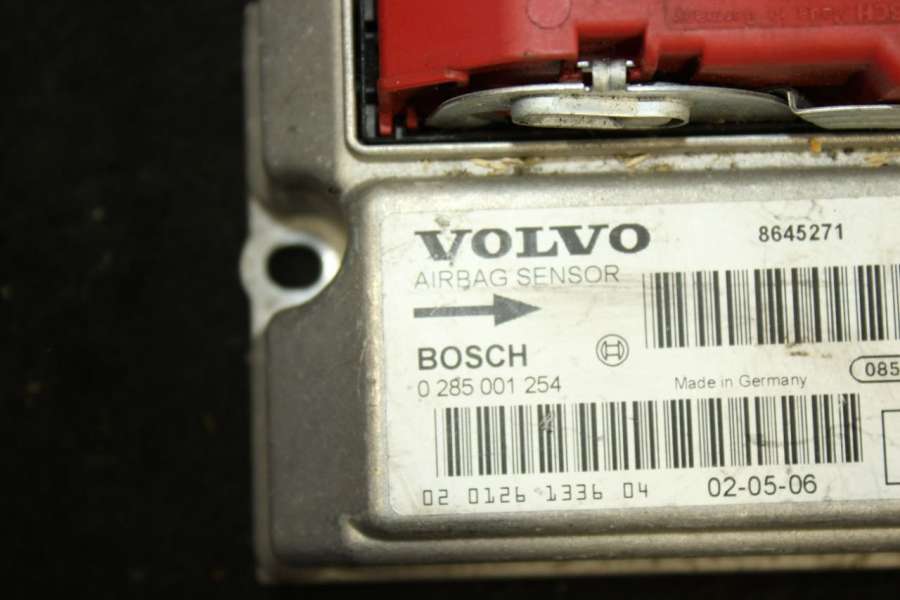 VOLVO 8645271
AIRBAG SENSOR
BOSCH
0 285 001 254 Made in Germany 085
02 0126 1336 04 02-05-06